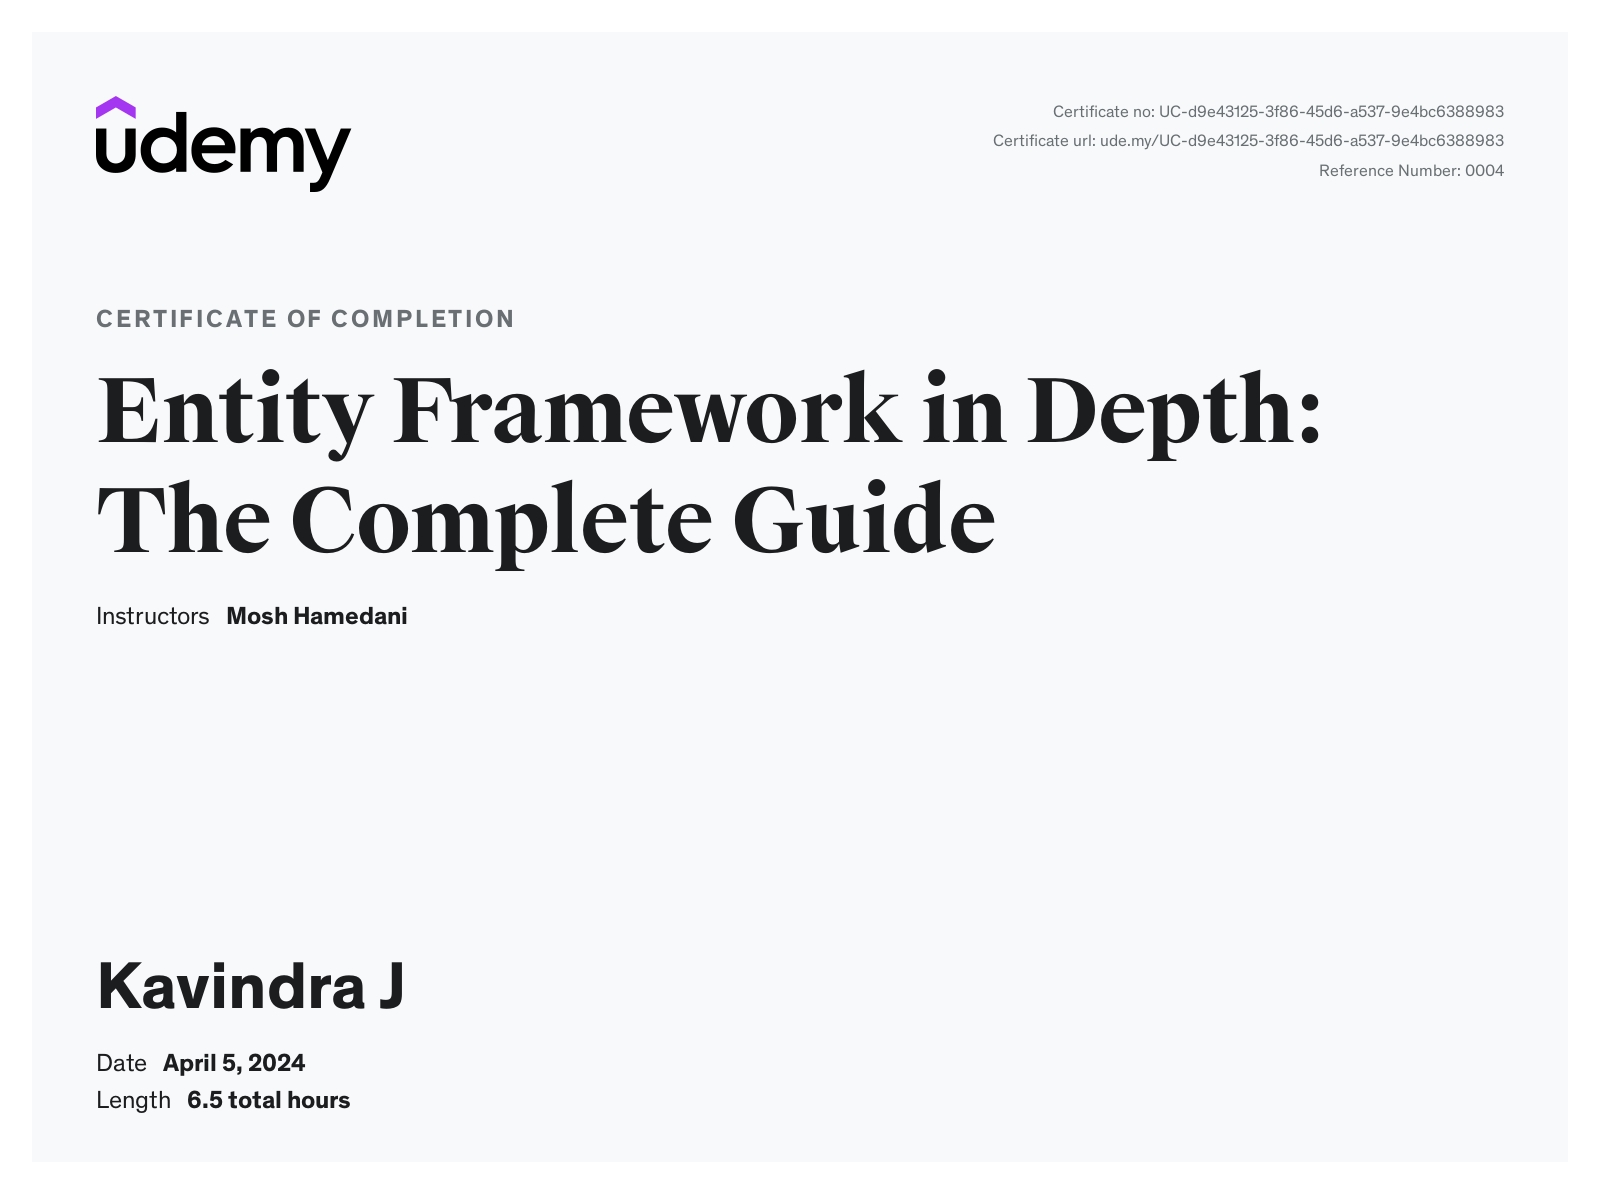 udemy
Certificate no: UC-d9e43125-3f86-45d6-a537-9e4bc6388983
Certificate url: ude.my/UC-d9e43125-3f86-45d6-a537-9e4bc6388983
Reference Number: 0004
CERTIFICATE OF COMPLETION
Entity Framework in Depth:
The Complete Guide
Instructors Mosh Hamedani
Kavindra J
Date April 5, 2024
Length 6.5 total hours